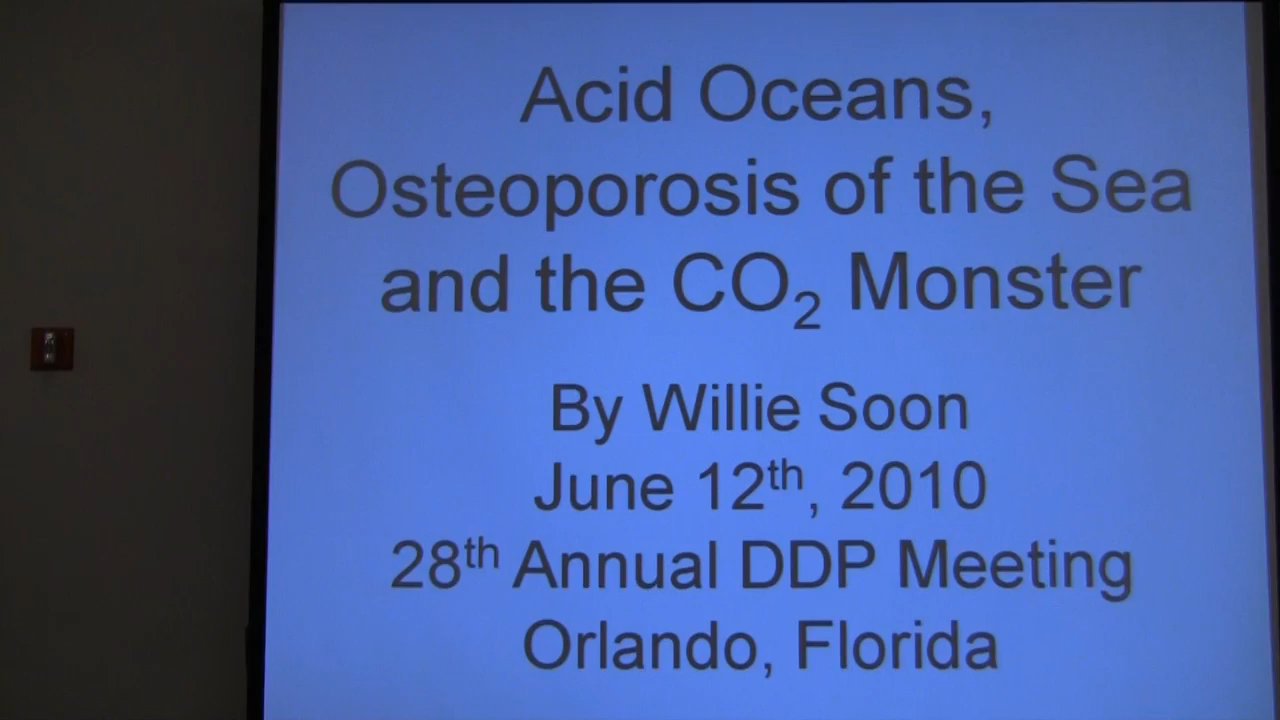 Acid Oceans,
Osteoporosis of the Sea
and the CO₂ Monster
By Willie Soon
June 12th, 2010
28th Annual DDP Meeting
Orlando, Florida